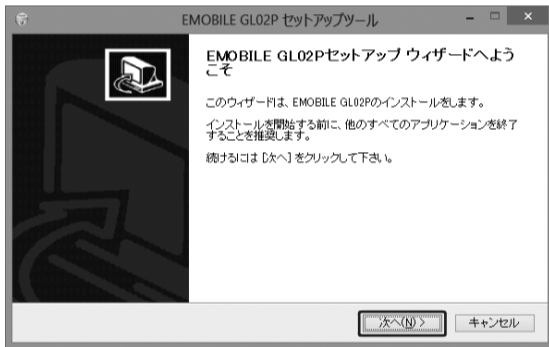 EMOBILE GL02P セットアップツール
EMOBILE GL02Pセットアップ ウィザードへよう
こそ
このウィザードは、EMOBILE GL02Pのインストールをします。
インストールを開始する前に、他のすべてのアプリケーションを終了
することを推奨します。
続けるには [次へ] をクリックして下さい。
次へ(N) >
キャンセル